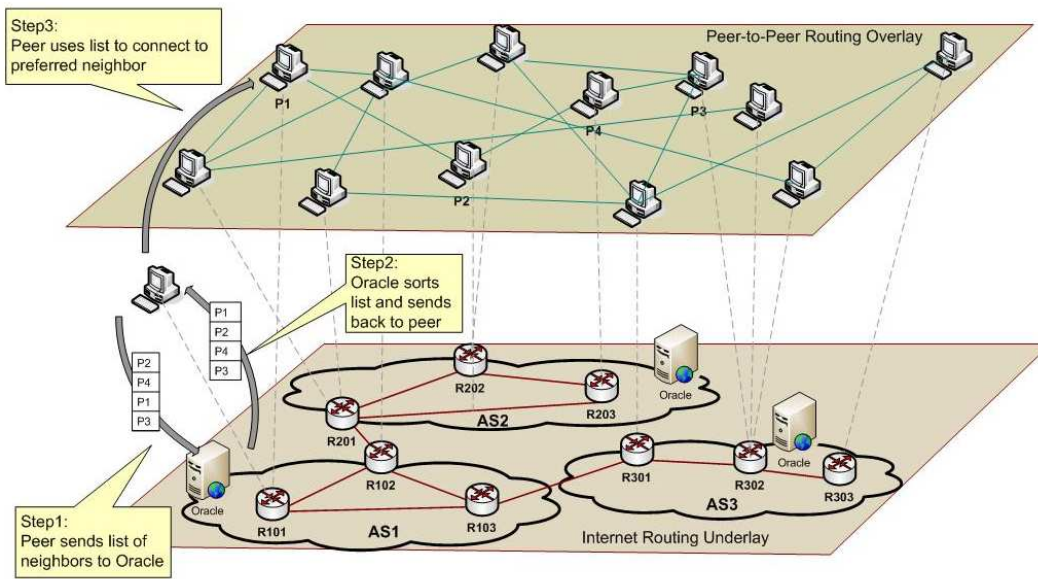 Step3:
Peer uses list to connect to
preferred neighbor
Peer-to-Peer Routing Overlay
P1
P3
P4
P2
Step2:
Oracle sorts
list and sends
back to peer
P1
P2
P4
P3
P2
P4
P1
P3
Oracle
R202
R203
AS2
R201
Oracle
R102
R301
R302
Oracle
R303
AS3
Oracle
R101
AS1
R103
Step1:
Peer sends list of
neighbors to Oracle
Internet Routing Underlay